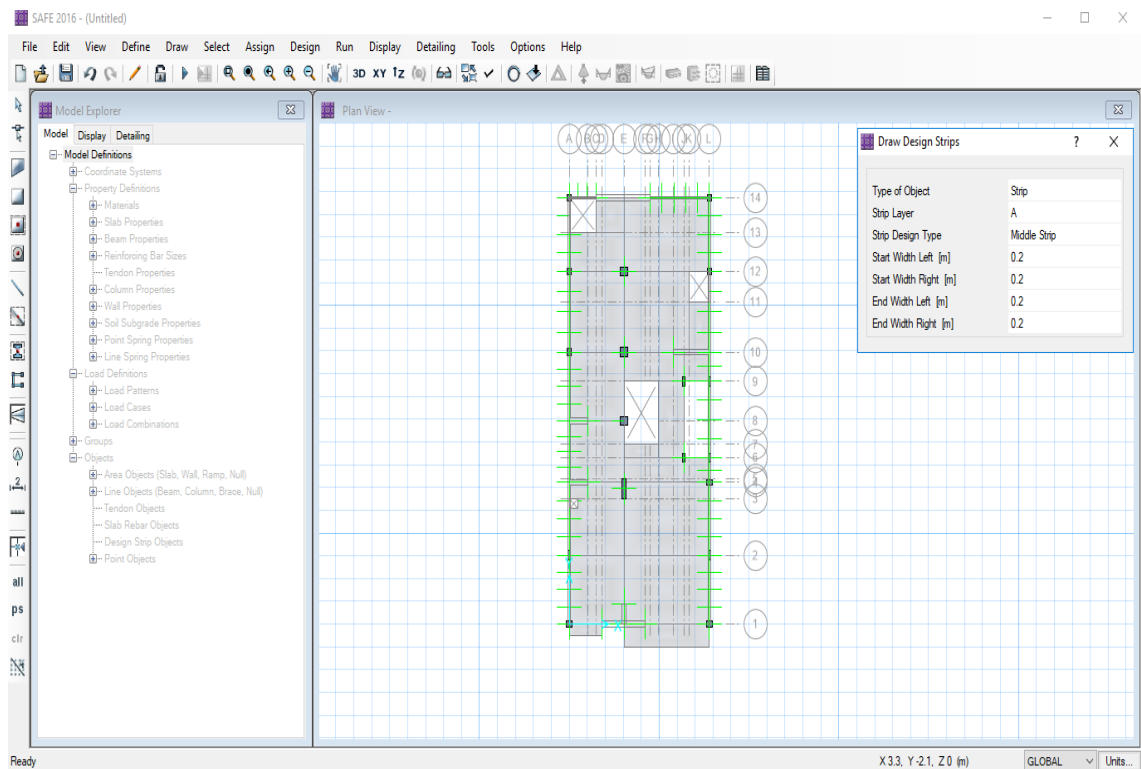 SAFE 2016 - (Untitled)
File Edit View Define Draw Select Assign Design Run Display Detailing Tools Options Help
3D XY
Model Explorer
Model Display Detailing
Model Definitions
Coordinate Systems
Property Definitions
Materials
Slab Properties
Beam Properties
Reinforcing Bar Sizes
Tendon Properties
Column Properties
Wall Properties
Soil Subgrade Properties
Point Spring Properties
Line Spring Properties
Load Definitions
Load Patterns
Load Cases
Load Combinations
Groups
Objects
Area Objects (Slab, Wall, Ramp, Null)
Line Objects (Beam, Column, Brace, Null)
Tendon Objects
Slab Rebar Objects
Design Strip Objects
Point Objects
all
ps
clr
Plan View -
A B C D E F G K L
14
13
12
11
10
9
8
7
6
3
2
1
X
Draw Design Strips ? X
Type of Object Strip
Strip Layer A
Strip Design Type Middle Strip
Start Width Left [m] 0.2
Start Width Right [m] 0.2
End Width Left [m] 0.2
End Width Right [m] 0.2
Ready X 3.3, Y -2.1, Z 0 (m) GLOBAL Units...